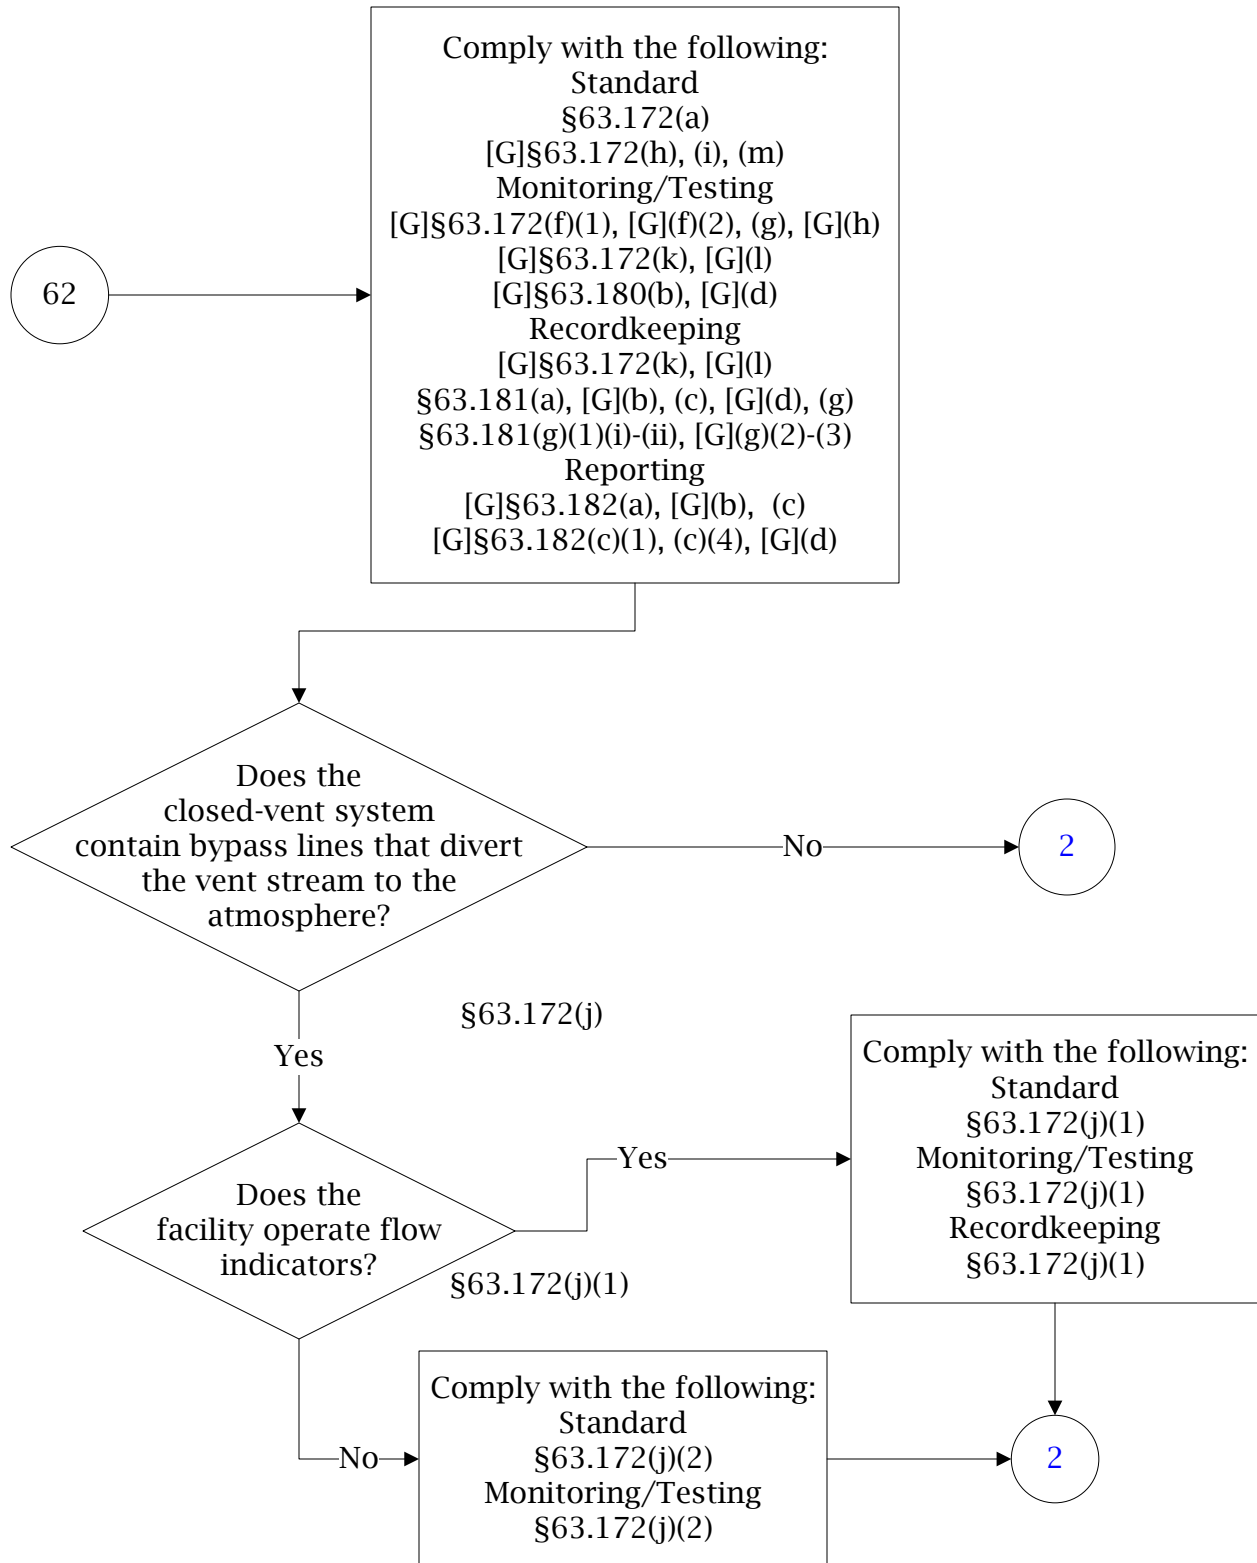 Comply with the following:
Standard
§63.172(a)
[G]§63.172(h), (i), (m)
Monitoring/Testing
[G]§63.172(f)(1), [G](f)(2), (g), [G](h)
[G]§63.172(k), [G](l)
[G]§63.180(b), [G](d)
Recordkeeping
[G]§63.172(k), [G](l)
§63.181(a), [G](b), (c), [G](d), (g)
§63.181(g)(1)(i)-(ii), [G](g)(2)-(3)
Reporting
[G]§63.182(a), [G](b),  (c)
[G]§63.182(c)(1), (c)(4), [G](d)
62
Does the
closed-vent system
contain bypass lines that divert
the vent stream to the
atmosphere?
No
2
§63.172(j)
Yes
Does the
facility operate flow
indicators?
§63.172(j)(1)
Yes
Comply with the following:
Standard
§63.172(j)(1)
Monitoring/Testing
§63.172(j)(1)
Recordkeeping
§63.172(j)(1)
No
Comply with the following:
Standard
§63.172(j)(2)
Monitoring/Testing
§63.172(j)(2)
2